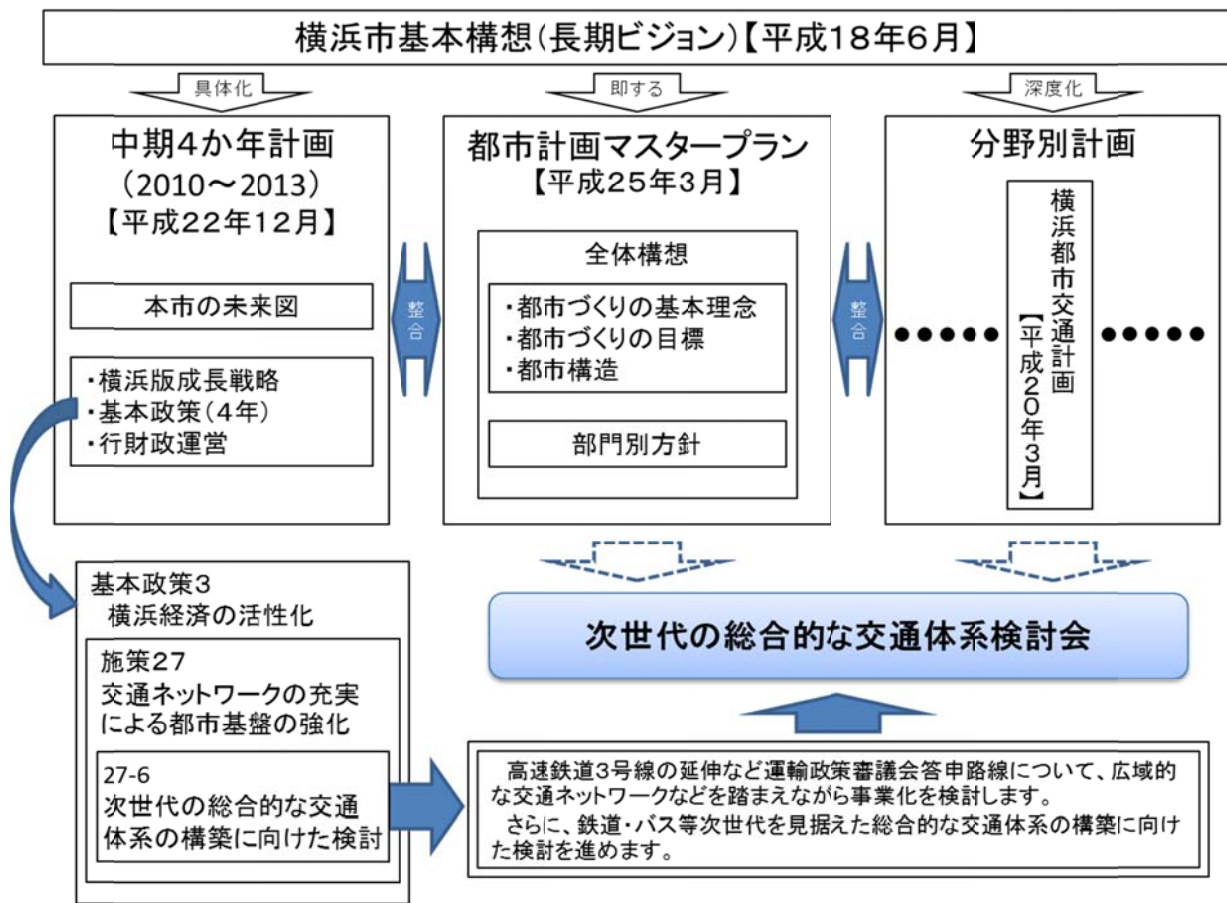 横浜市基本構想(長期ビジョン)【平成18年6月】
具体化
即する
深度化
中期4か年計画
(2010～2013)
【平成22年12月】
本市の未来図
・横浜版成長戦略
・基本政策(4年)
・行財政運営
整合
都市計画マスタープラン
【平成25年3月】
全体構想
・都市づくりの基本理念
・都市づくりの目標
・都市構造
部門別方針
整合
分野別計画
●●●●●
横浜都市交通計画
【平成20年3月】
●●●●●
次世代の総合的な交通体系検討会
基本政策3
横浜経済の活性化
施策27
交通ネットワークの充実
による都市基盤の強化
27-6
次世代の総合的な交通
体系の構築に向けた検討
高速鉄道3号線の延伸など運輸政策審議会答申路線について、広域的
な交通ネットワークなどを踏まえながら事業化を検討します。
さらに、鉄道・バス等次世代を見据えた総合的な交通体系の構築に向け
た検討を進めます。